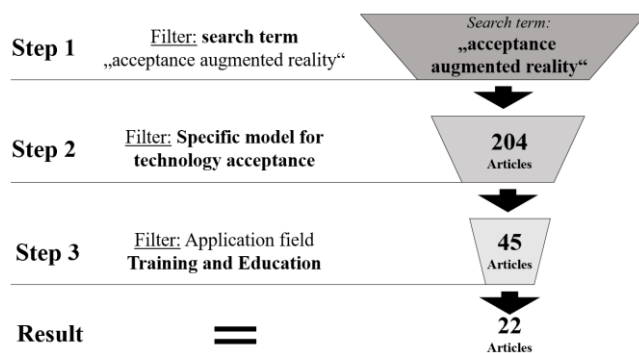 Step 1
Filter: search term
„acceptance augmented reality“
Search term:
„acceptance
augmented reality“
Step 2
Filter: Specific model for
technology acceptance
204
Articles
Step 3
Filter: Application field
Training and Education
45
Articles
Result
=
22
Articles